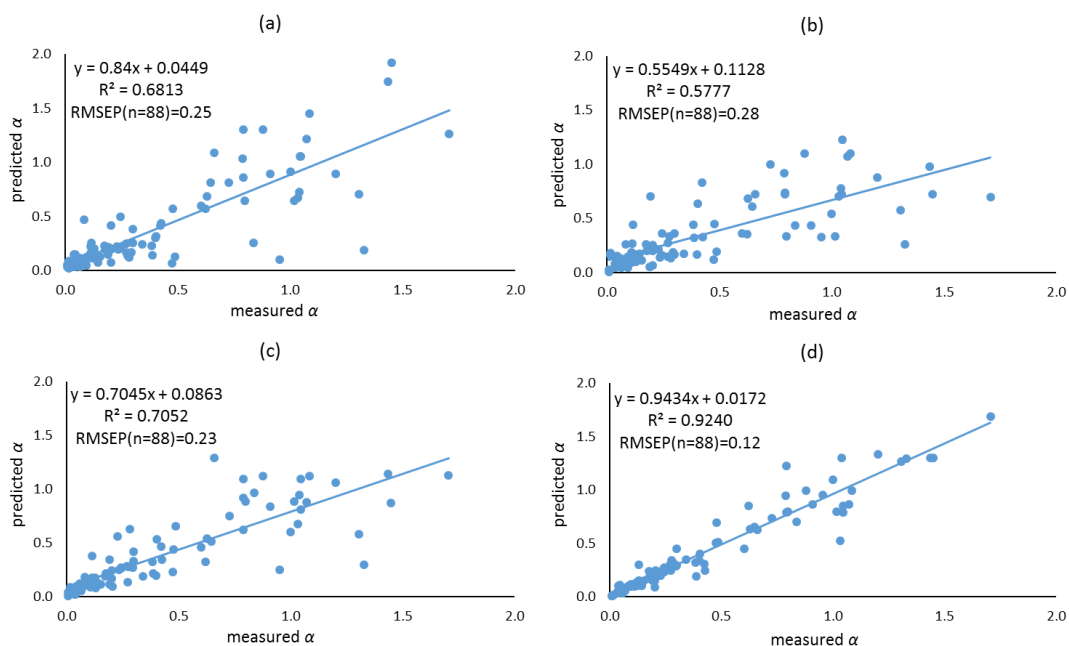 (a)
y = 0.84x + 0.0449
R² = 0.6813
RMSEP(n=88)=0.25
2.0
1.5
1.0
0.5
0.0
predicted α
0.0 0.5 1.0 1.5 2.0
measured α
(b)
y = 0.5549x + 0.1128
R² = 0.5777
RMSEP(n=88)=0.28
2.0
1.5
1.0
0.5
0.0
predicted α
0.0 0.5 1.0 1.5 2.0
measured α
(c)
y = 0.7045x + 0.0863
R² = 0.7052
RMSEP(n=88)=0.23
2.0
1.5
1.0
0.5
0.0
predicted α
0.0 0.5 1.0 1.5 2.0
measured α
(d)
y = 0.9434x + 0.0172
R² = 0.9240
RMSEP(n=88)=0.12
2.0
1.5
1.0
0.5
0.0
predicted α
0.0 0.5 1.0 1.5 2.0
measured α